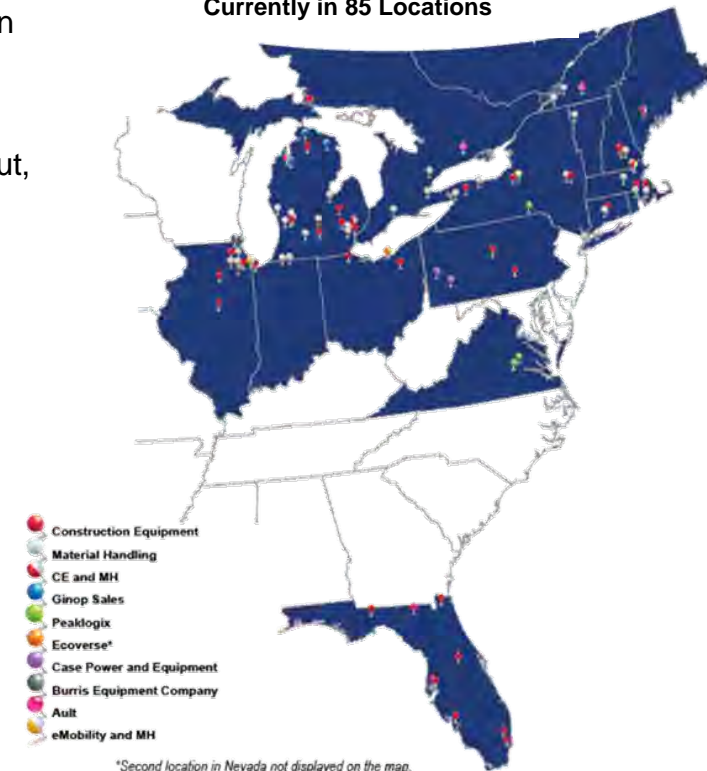 Currently in 85 Locations
n
ut,
Construction Equipment
Material Handling
CE and MH
Ginop Sales
Peaklogix
Ecoverse*
Case Power and Equipment
Burris Equipment Company
Ault
eMobility and MH
*Second location in Nevada not displayed on the map.